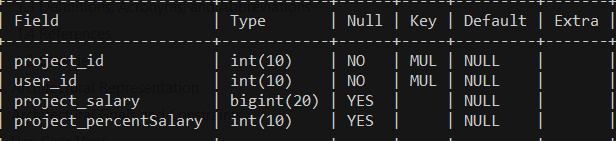 Field | Type | Null | Key | Default | Extra
project_id | int(10) | NO | MUL | NULL |
user_id | int(10) | NO | MUL | NULL |
project_salary | bigint(20) | YES | | NULL |
project_percentSalary | int(10) | YES | | NULL |